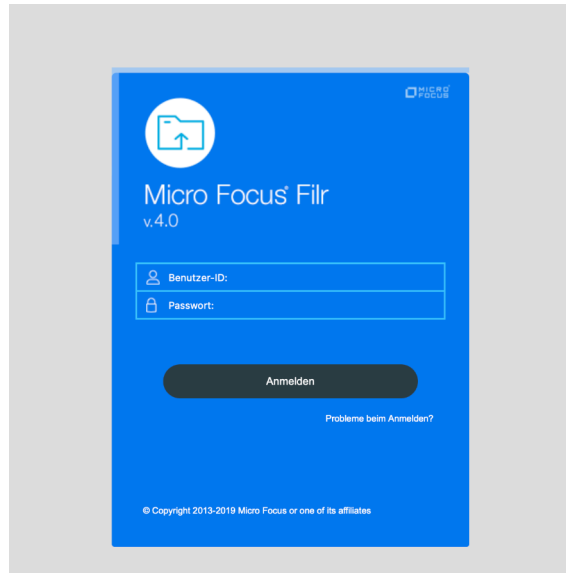 MICRO
FOCUS
Micro Focus® Filr
v.4.0
Benutzer-ID:
Passwort:
Anmelden
Probleme beim Anmelden?
© Copyright 2013-2019 Micro Focus or one of its affiliates